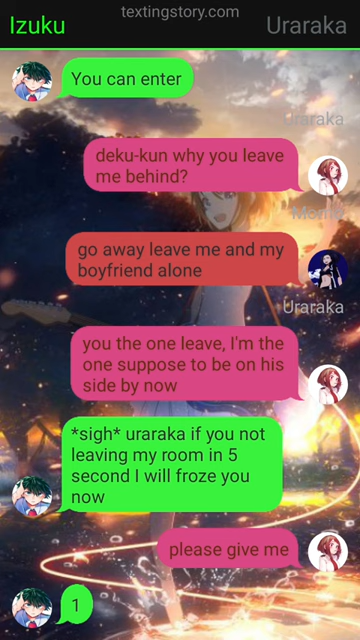 textingstory.com
Izuku
Uraraka
You can enter
Uraraka
deku-kun why you leave
me behind?
Momo
go away leave me and my
boyfriend alone
Uraraka
you the one leave, I'm the
one suppose to be on his
side by now
*sigh* uraraka if you not
leaving my room in 5
second I will froze you
now
please give me
1